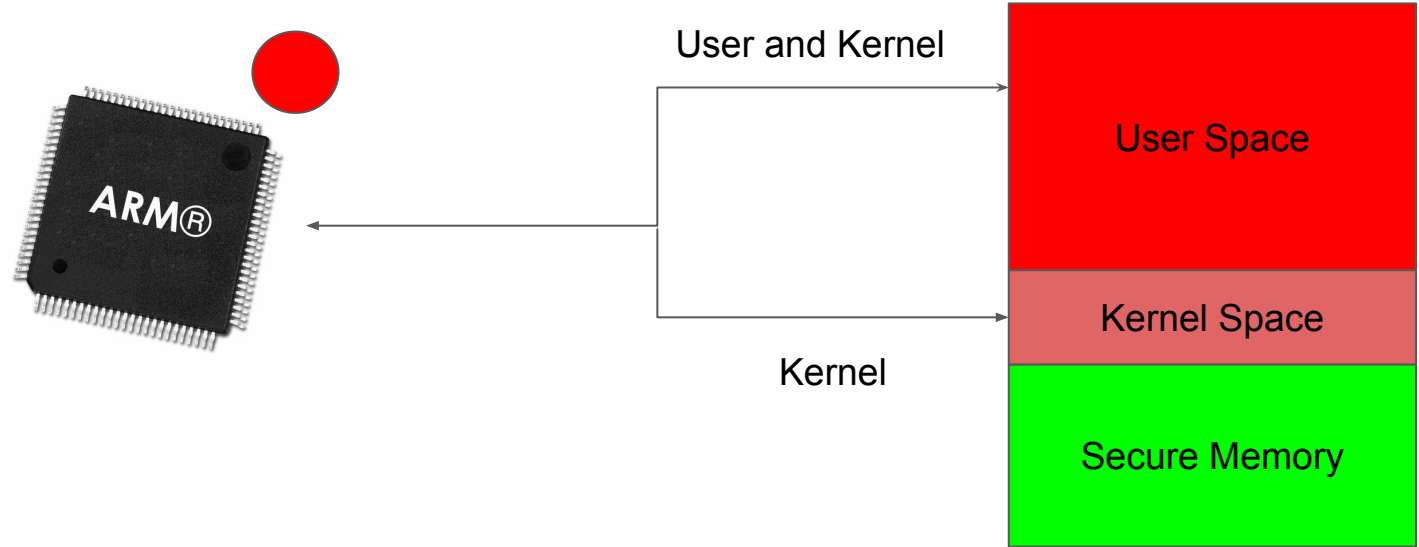 User and Kernel
User Space
ARM®
Kernel Space
Kernel
Secure Memory